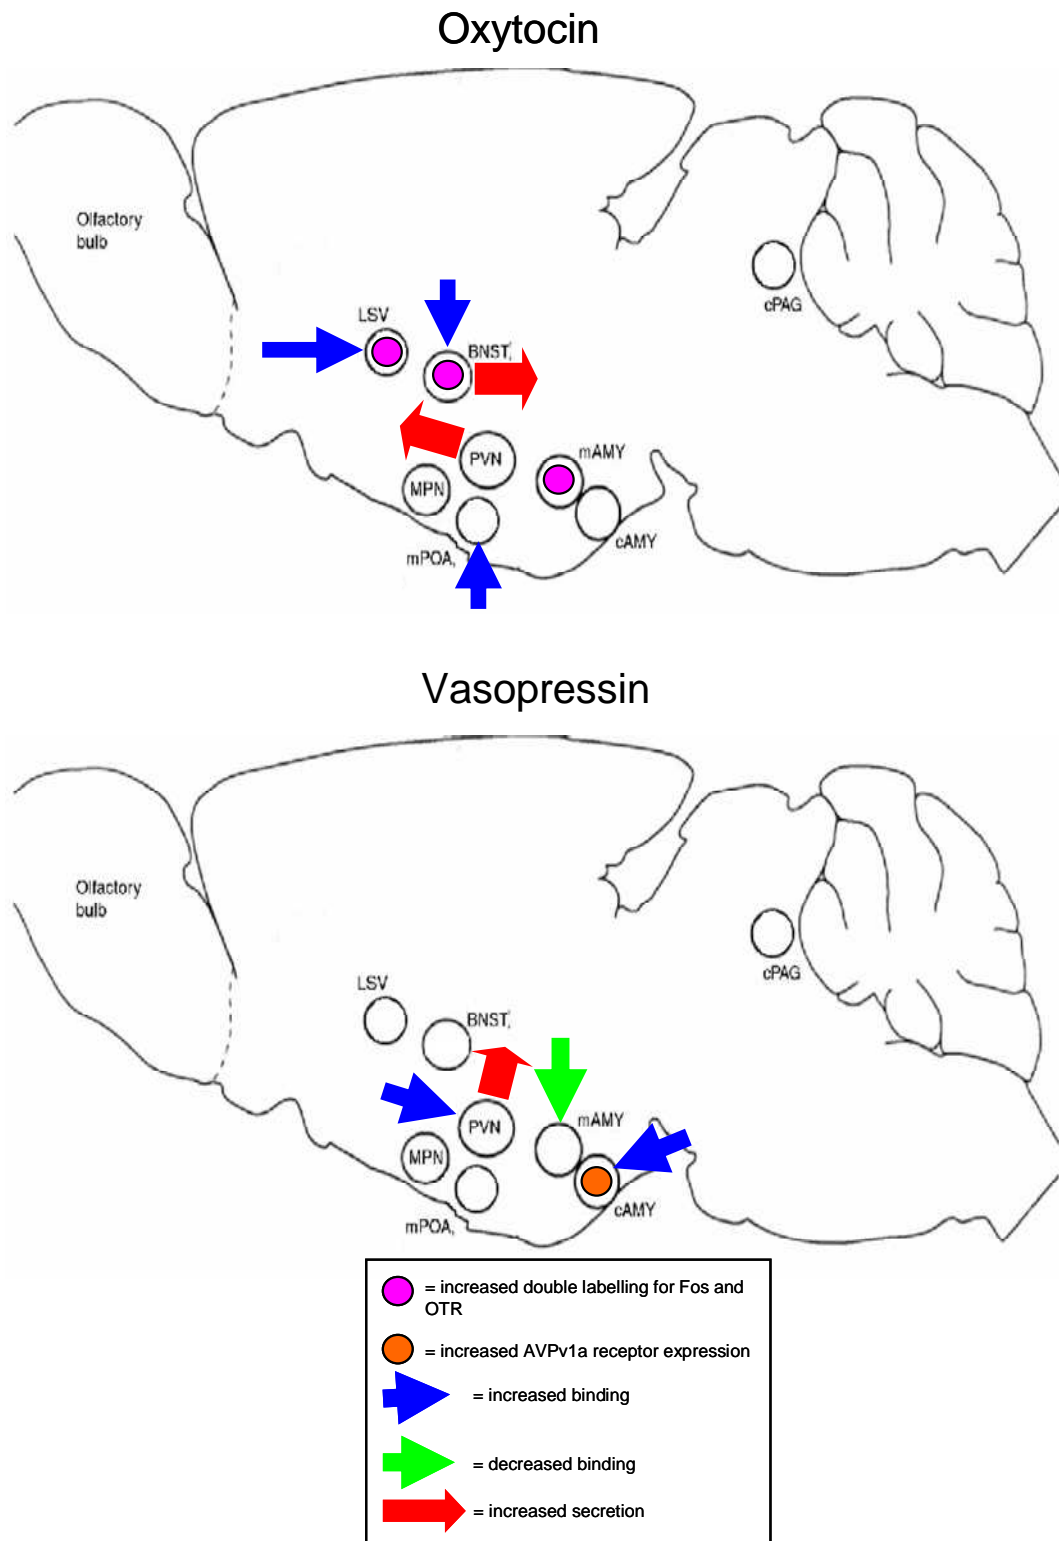 Oxytocin
Olfactory
bulb
cPAG
LSV
BNST,
PVN
mAMY
MPN
cAMY
mPOA,
Vasopressin
Olfactory
bulb
cPAG
LSV
BNST,
mAMY
PVN
MPN
cAMY
mPOA,
= increased double labelling for Fos and
OTR
= increased AVPv1a receptor expression
= increased binding
= decreased binding
= increased secretion